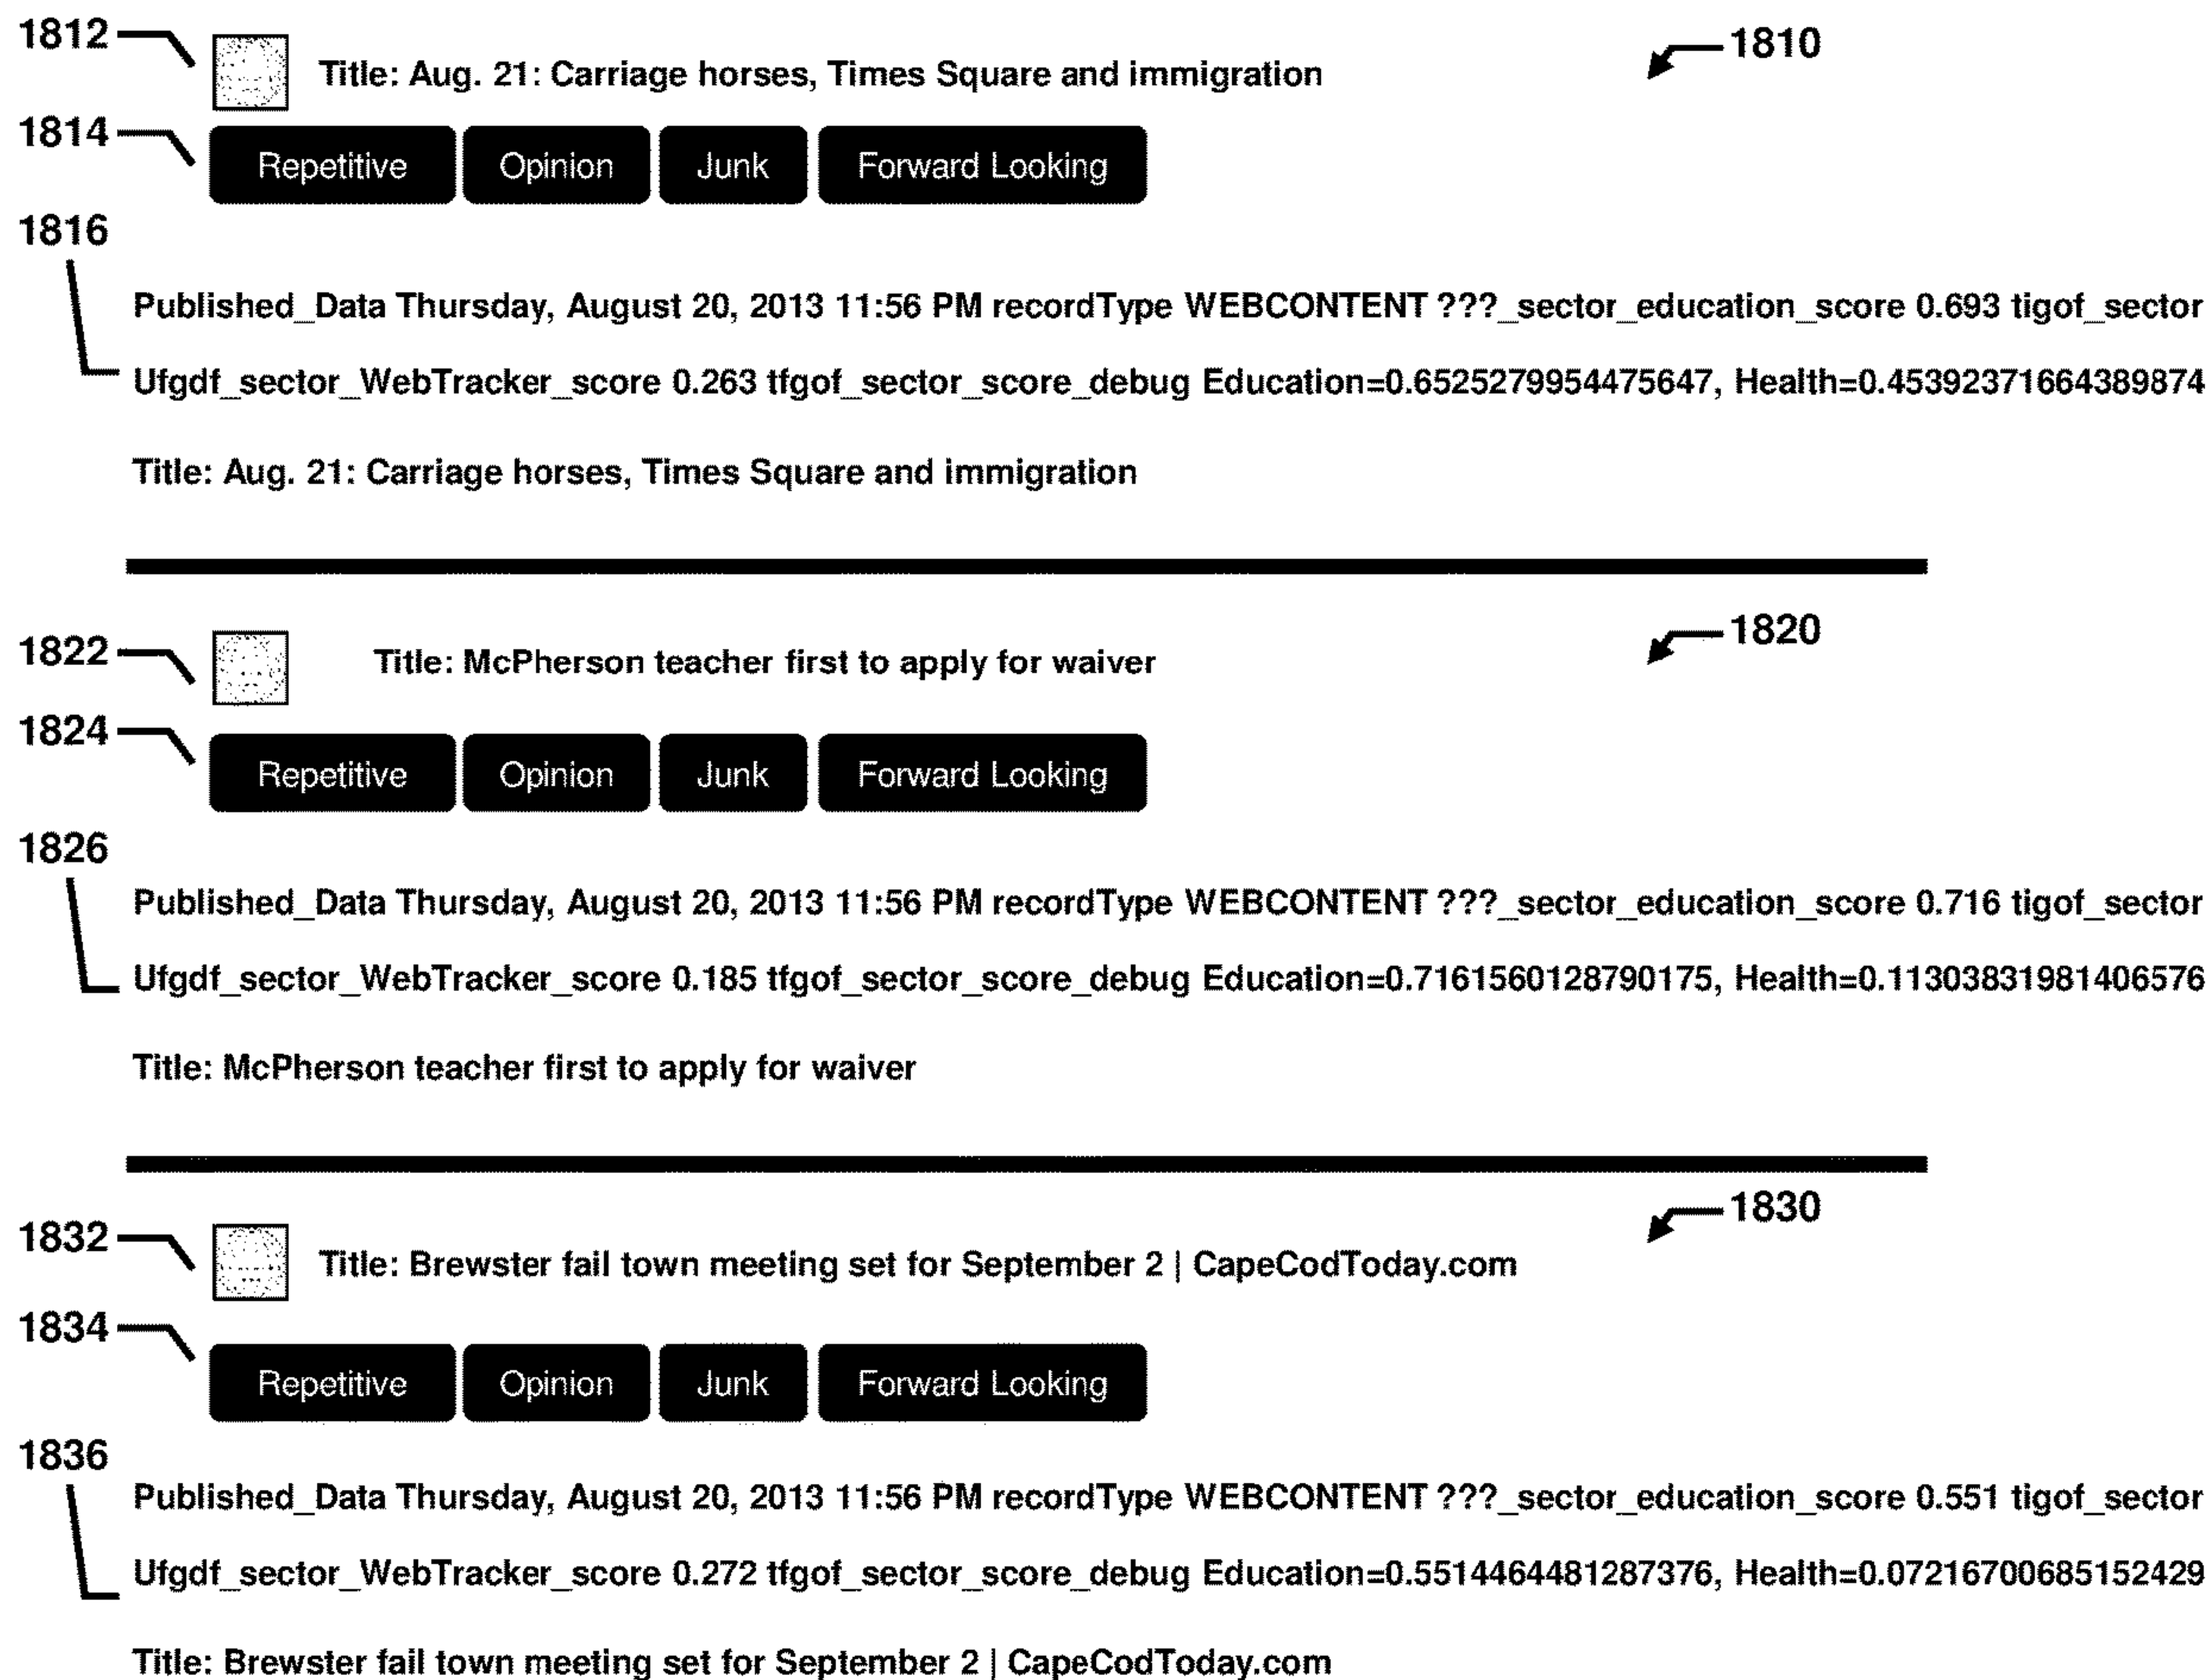 1812 Title: Aug. 21: Carriage horses, Times Square and immigration 1810
1814 Repetitive Opinion Junk Forward Looking
1816
Published_Data Thursday, August 20, 2013 11:56 PM recordType WEBCONTENT ???_sector_education_score 0.693 tigof_sector
Ufgdf_sector_WebTracker_score 0.263 tfgof_sector_score_debug Education=0.6525279954475647, Health=0.45392371664389874
Title: Aug. 21: Carriage horses, Times Square and immigration
1822 Title: McPherson teacher first to apply for waiver 1820
1824 Repetitive Opinion Junk Forward Looking
1826
Published_Data Thursday, August 20, 2013 11:56 PM recordType WEBCONTENT ???_sector_education_score 0.716 tigof_sector
Ufgdf_sector_WebTracker_score 0.185 tfgof_sector_score_debug Education=0.7161560128790175, Health=0.11303831981406576
Title: McPherson teacher first to apply for waiver
1832 Title: Brewster fail town meeting set for September 2 | CapeCodToday.com 1830
1834 Repetitive Opinion Junk Forward Looking
1836
Published_Data Thursday, August 20, 2013 11:56 PM recordType WEBCONTENT ???_sector_education_score 0.551 tigof_sector
Ufgdf_sector_WebTracker_score 0.272 tfgof_sector_score_debug Education=0.5514464481287376, Health=0.07216700685152429
Title: Brewster fail town meeting set for September 2 | CapeCodToday.com